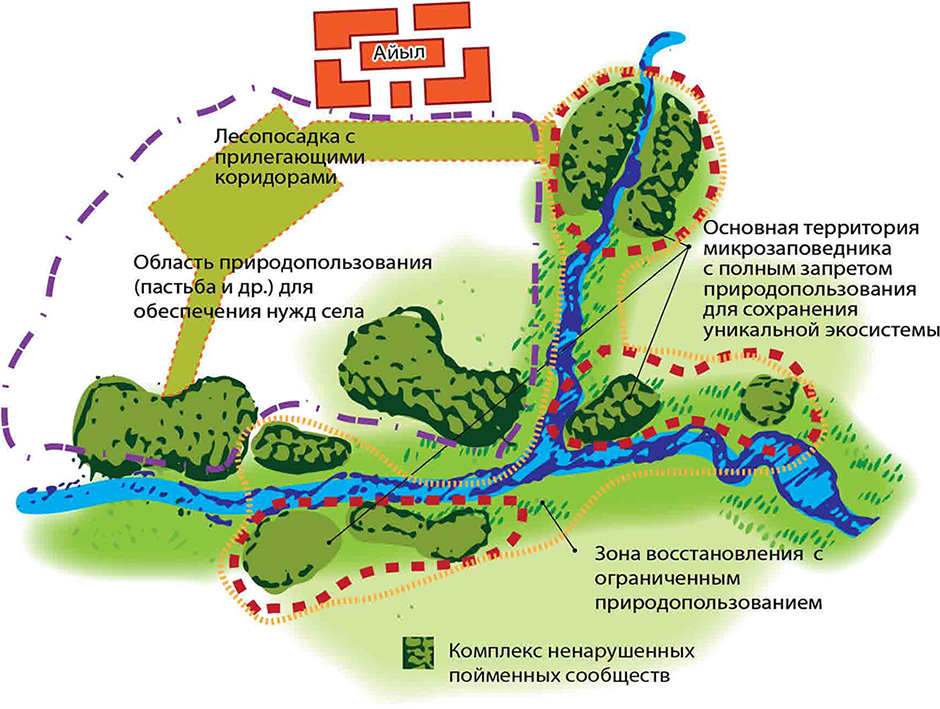 Айыл
Лесопосадка с
прилегающими
коридорами
Основная территория
микрозаповедника
с полным запретом
природопользования
для сохранения
уникальной экосистемы
Область природопользования
(пастьба и др.) для
обеспечения нужд села
Зона восстановления с
ограниченным
природопользованием
Комплекс ненарушенных
пойменных сообществ